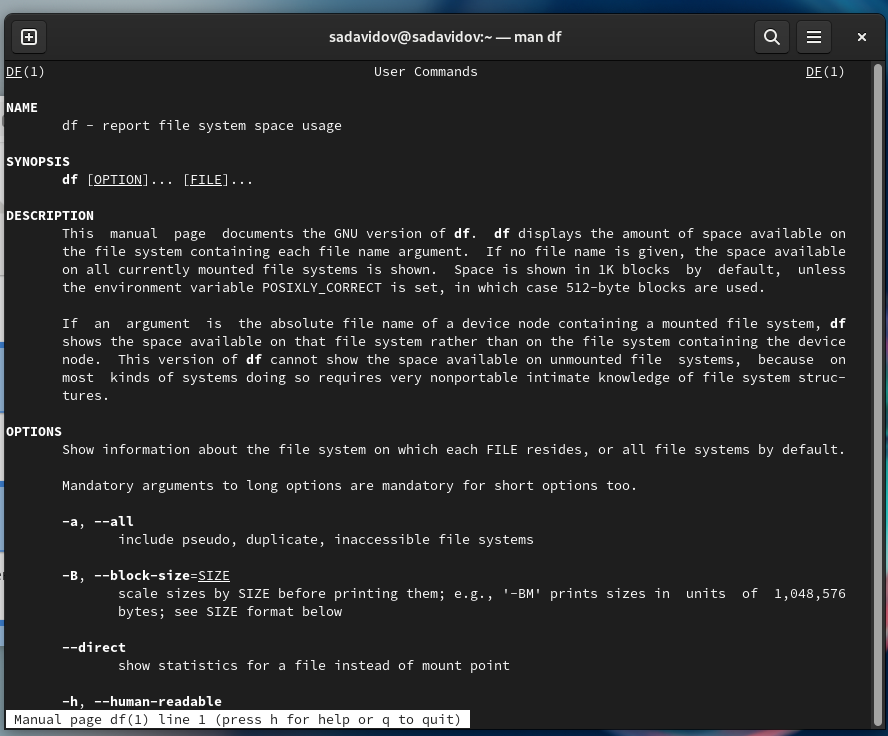 sadavidov@sadavidov:~ — man df
DF(1) User Commands DF(1)
NAME
df - report file system space usage
SYNOPSIS
df [OPTION]... [FILE]...
DESCRIPTION
This manual page documents the GNU version of df. df displays the amount of space available on
the file system containing each file name argument. If no file name is given, the space available
on all currently mounted file systems is shown. Space is shown in 1K blocks by default, unless
the environment variable POSIXLY_CORRECT is set, in which case 512-byte blocks are used.
If an argument is the absolute file name of a device node containing a mounted file system, df
shows the space available on that file system rather than on the file system containing the device
node. This version of df cannot show the space available on unmounted file systems, because on
most kinds of systems doing so requires very nonportable intimate knowledge of file system struc-
tures.
OPTIONS
Show information about the file system on which each FILE resides, or all file systems by default.
Mandatory arguments to long options are mandatory for short options too.
-a, --all
include pseudo, duplicate, inaccessible file systems
-B, --block-size=SIZE
scale sizes by SIZE before printing them; e.g., '-BM' prints sizes in units of 1,048,576
bytes; see SIZE format below
--direct
show statistics for a file instead of mount point
-h, --human-readable
Manual page df(1) line 1 (press h for help or q to quit)